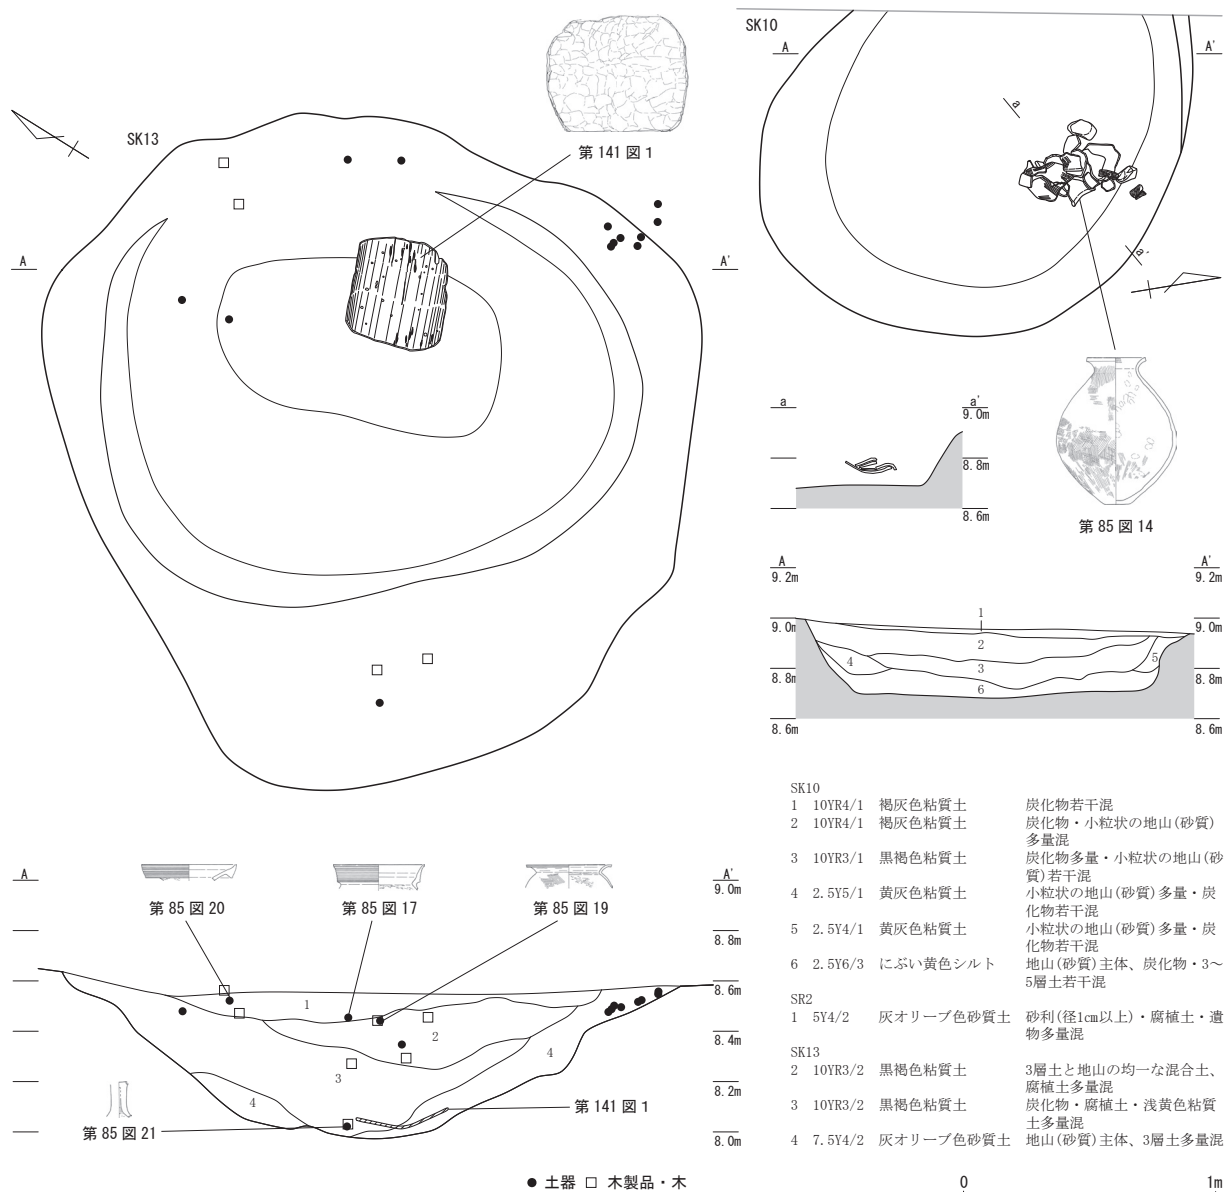 SK13
第 141 図 1
A
A'
SK10
A
A'
a
a'
a
a'
9.0m
8.8m
8.6m
第 85 図 14
A
A'
9.2m
9.2m
9.0m
9.0m
8.8m
8.8m
8.6m
8.6m
1
2
3
4
5
6
A
A'
9.0m
第 85 図 20
第 85 図 17
第 85 図 19
8.8m
8.6m
8.4m
8.2m
8.0m
1
2
3
4
4
第 85 図 21
第 141 図 1
SK10
1 10YR4/1 褐灰色粘質土 炭化物若干混
2 10YR4/1 褐灰色粘質土 炭化物・小粒状の地山(砂質)
多量混
3 10YR3/1 黒褐色粘質土 炭化物多量・小粒状の地山(砂
質)若干混
4 2.5Y5/1 黄灰色粘質土 小粒状の地山(砂質)多量・炭
化物若干混
5 2.5Y4/1 黄灰色粘質土 小粒状の地山(砂質)多量・炭
化物若干混
6 2.5Y6/3 にぶい黄色シルト 地山(砂質)主体、炭化物・3〜
5層土若干混
SR2
1 5Y4/2 灰オリーブ色砂質土 砂利(径1cm以上)・腐植土・遺
物多量混
SK13
2 10YR3/2 黒褐色粘質土 3層土と地山の均一な混合土、
腐植土多量混
3 10YR3/2 黒褐色粘質土 炭化物・腐植土・浅黄色粘質
土多量混
4 7.5Y4/2 灰オリーブ色砂質土 地山(砂質)主体、3層土多量混
● 土器 □ 木製品・木
0 1m